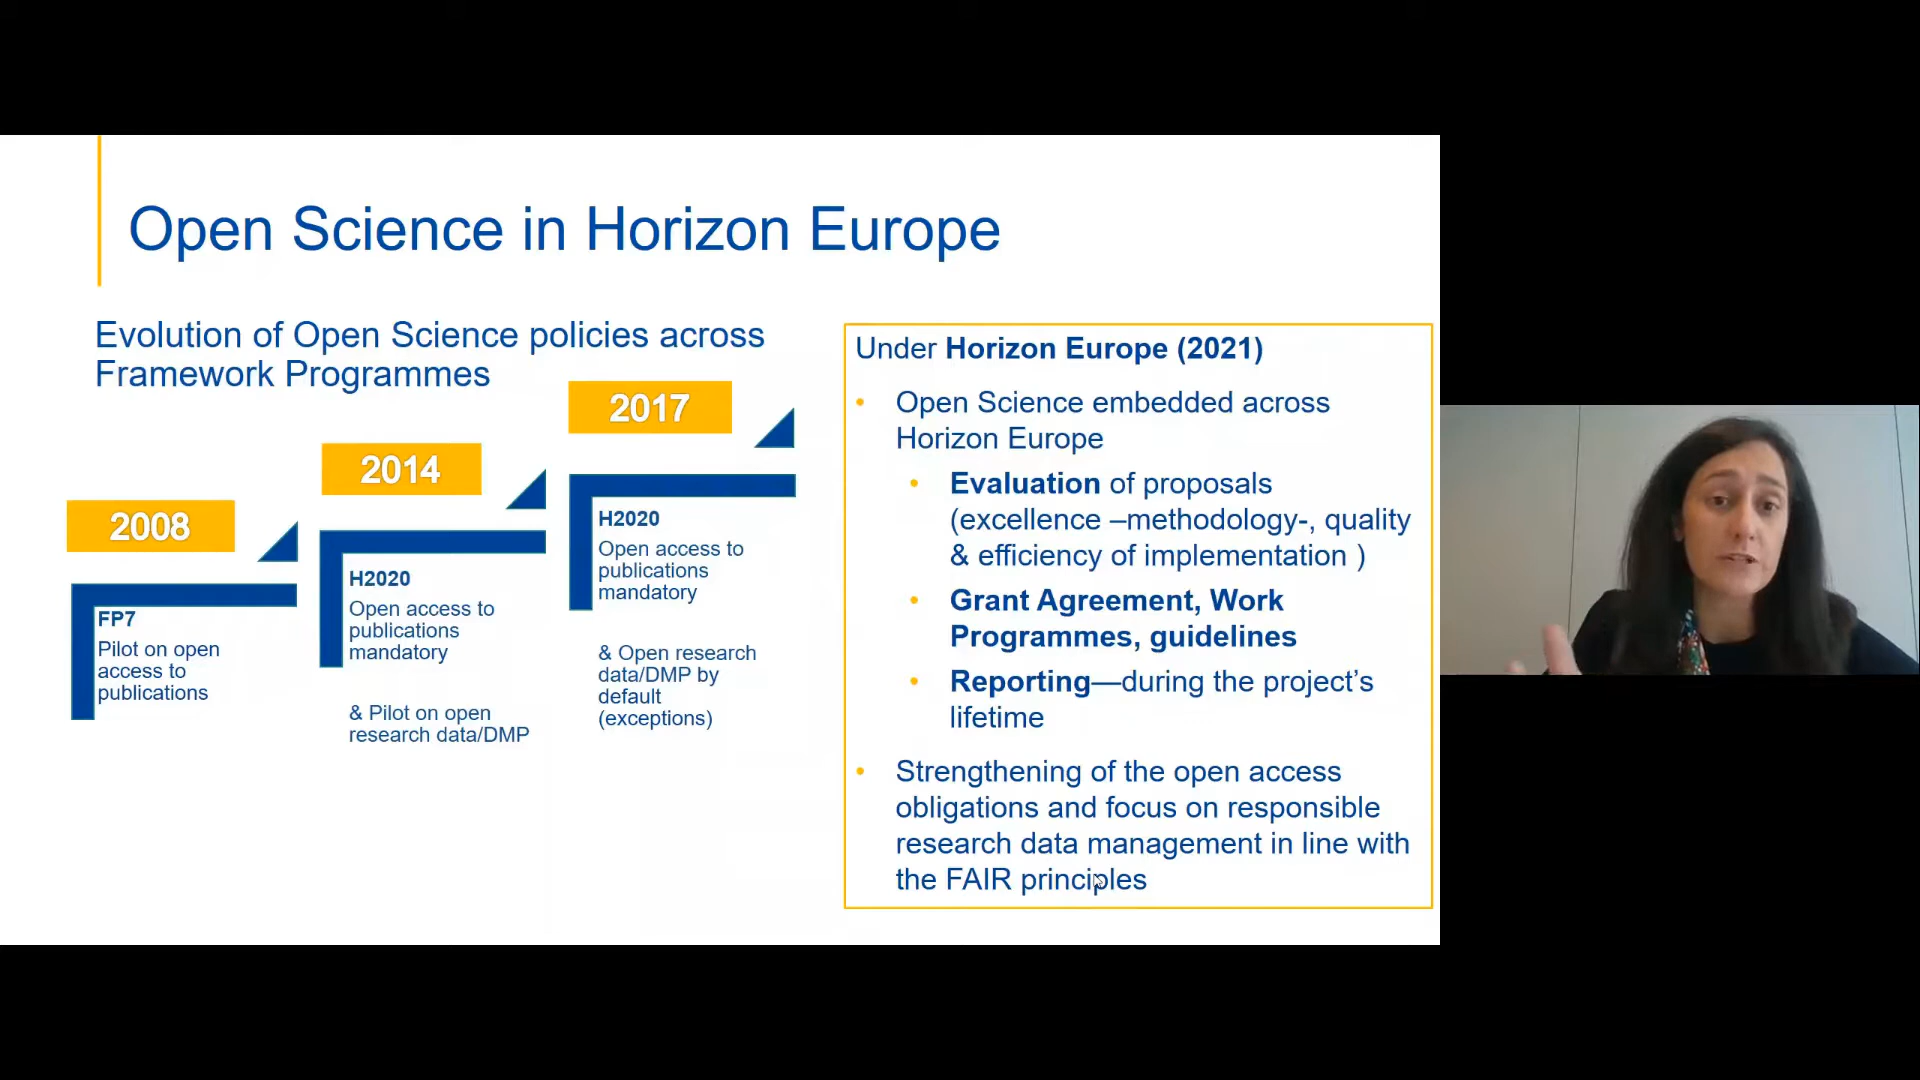 Open Science in Horizon Europe
Evolution of Open Science policies across
Framework Programmes
2008
FP7
Pilot on open
access to
publications
2014
H2020
Open access to
publications
mandatory
& Pilot on open
research data/DMP
2017
H2020
Open access to
publications
mandatory
& Open research
data/DMP by
default
(exceptions)
Under Horizon Europe (2021)
• Open Science embedded across
Horizon Europe
• Evaluation of proposals
(excellence –methodology-, quality
& efficiency of implementation )
• Grant Agreement, Work
Programmes, guidelines
• Reporting—during the project’s
lifetime
• Strengthening of the open access
obligations and focus on responsible
research data management in line with
the FAIR principles